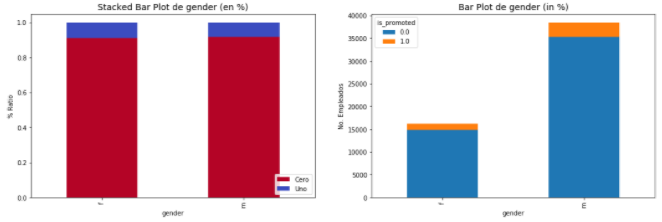 Stacked Bar Plot de gender (en %)
1.0
0.8
0.6
0.4
0.2
0.0
% Ratio
f
m
gender
Cero
Uno
Bar Plot de gender (in %)
40000
35000
30000
25000
20000
15000
10000
5000
0
No. Empleados
is_promoted
0.0
1.0
f
m
gender